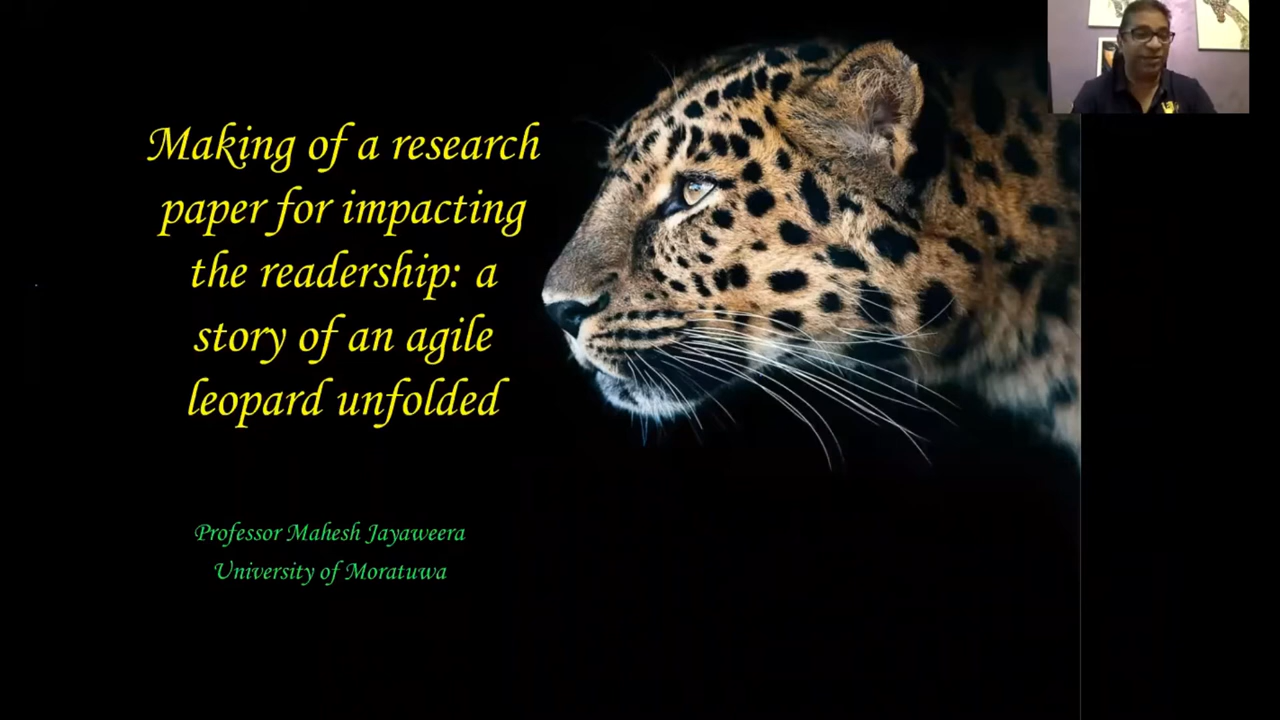 Making of a research
paper for impacting
the readership: a
story of an agile
leopard unfolded
Professor Mahesh Jayaweera
University of Moratuwa